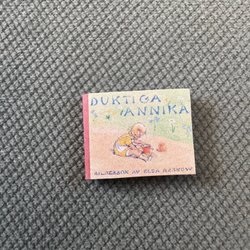 DUKTIGA
ANNIKA
BILDERBOK AV ELSA BESKOW